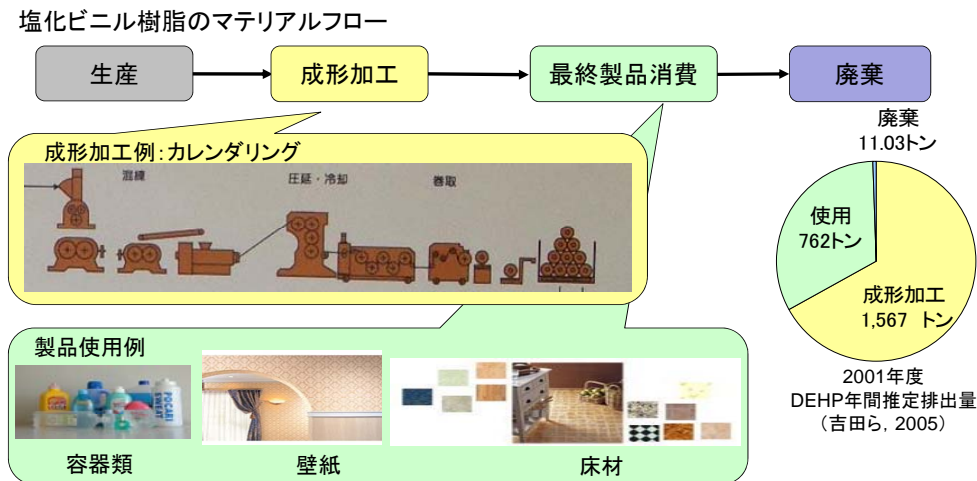 塩化ビニル樹脂のマテリアルフロー
生産
成形加工
最終製品消費
廃棄
成形加工例：カレンダリング
混練
圧延・冷却
巻取
廃棄
11.03トン
使用
762トン
成形加工
1,567 トン
2001年度
DEHP年間推定排出量
（吉田ら, 2005）
製品使用例
POCARI
SWEAT
容器類
壁紙
床材